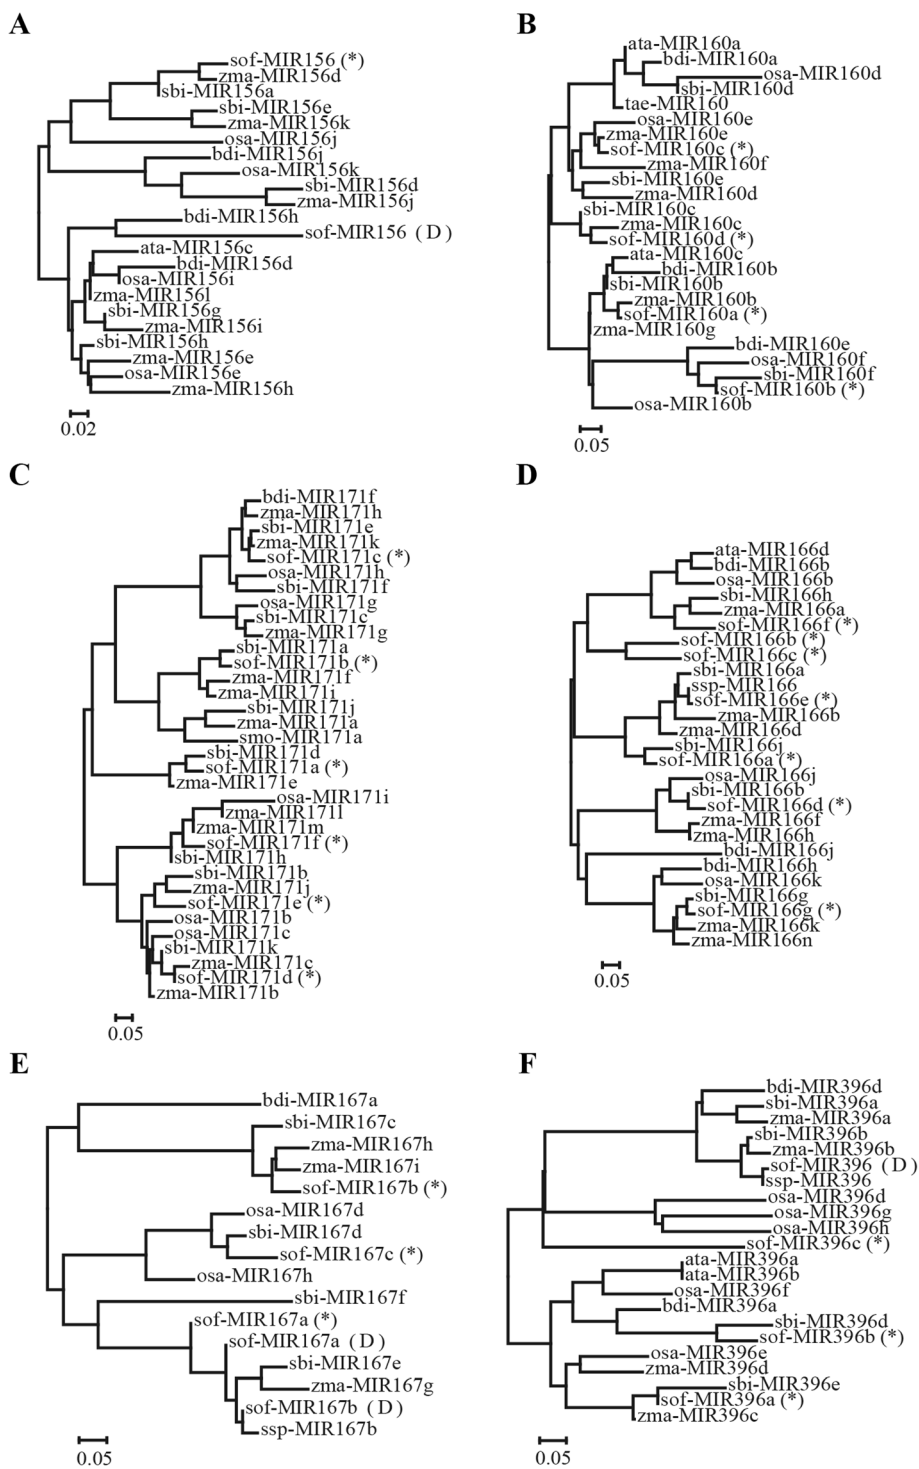 A
sof-MIR156 (*)
zma-MIR156d
sbi-MIR156a
sbi-MIR156e
zma-MIR156k
osa-MIR156j
bdi-MIR156j
osa-MIR156k
sbi-MIR156d
zma-MIR156j
bdi-MIR156h
sof-MIR156 (D)
ata-MIR156c
bdi-MIR156d
osa-MIR156i
zma-MIR156l
sbi-MIR156g
zma-MIR156i
sbi-MIR156h
zma-MIR156e
osa-MIR156e
zma-MIR156h
0.02
B
ata-MIR160a
bdi-MIR160a
osa-MIR160d
sbi-MIR160d
tae-MIR160
osa-MIR160e
zma-MIR160e
sof-MIR160c (*)
zma-MIR160f
sbi-MIR160e
zma-MIR160d
sbi-MIR160c
zma-MIR160c
sof-MIR160d (*)
ata-MIR160c
bdi-MIR160b
sbi-MIR160b
zma-MIR160b
sof-MIR160a (*)
zma-MIR160g
bdi-MIR160e
osa-MIR160f
sbi-MIR160f
sof-MIR160b (*)
osa-MIR160b
0.05
C
bdi-MIR171f
zma-MIR171h
sbi-MIR171e
zma-MIR171k
sof-MIR171c (*)
osa-MIR171h
sbi-MIR171f
osa-MIR171g
sbi-MIR171c
zma-MIR171g
sbi-MIR171a
sof-MIR171b (*)
zma-MIR171f
zma-MIR171i
sbi-MIR171j
zma-MIR171a
smo-MIR171a
sbi-MIR171d
sof-MIR171a (*)
zma-MIR171e
osa-MIR171i
zma-MIR171l
zma-MIR171m
sof-MIR171f (*)
sbi-MIR171h
sbi-MIR171b
zma-MIR171j
sof-MIR171e (*)
osa-MIR171b
osa-MIR171c
sbi-MIR171k
zma-MIR171c
sof-MIR171d (*)
zma-MIR171b
0.05
D
ata-MIR166d
bdi-MIR166b
osa-MIR166b
sbi-MIR166h
zma-MIR166a
sof-MIR166f (*)
sof-MIR166b (*)
sof-MIR166c (*)
sbi-MIR166a
ssp-MIR166
sof-MIR166e (*)
zma-MIR166b
zma-MIR166d
sbi-MIR166j
sof-MIR166a (*)
osa-MIR166j
sbi-MIR166b
sof-MIR166d (*)
zma-MIR166f
zma-MIR166h
bdi-MIR166j
bdi-MIR166h
osa-MIR166k
sbi-MIR166g
sof-MIR166g (*)
zma-MIR166k
zma-MIR166n
0.05
E
bdi-MIR167a
sbi-MIR167c
zma-MIR167h
zma-MIR167i
sof-MIR167b (*)
osa-MIR167d
sbi-MIR167d
sof-MIR167c (*)
osa-MIR167h
sbi-MIR167f
sof-MIR167a (*)
sof-MIR167a (D)
sbi-MIR167e
zma-MIR167g
sof-MIR167b (D)
ssp-MIR167b
0.05
F
bdi-MIR396d
sbi-MIR396a
zma-MIR396a
sbi-MIR396b
zma-MIR396b
sof-MIR396 (D)
ssp-MIR396
osa-MIR396d
osa-MIR396g
osa-MIR396h
sof-MIR396c (*)
ata-MIR396a
ata-MIR396b
osa-MIR396f
bdi-MIR396a
sbi-MIR396d
sof-MIR396b (*)
osa-MIR396e
zma-MIR396d
sbi-MIR396e
sof-MIR396a (*)
zma-MIR396c
0.05